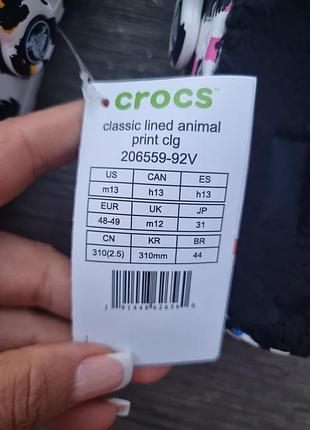 crocs™
classic lined animal
print clg
206559-92V
US CAN ES
m13 h13 h13
EUR UK JP
48-49 m12 31
CN KR BR
310(2.5) 310mm 44